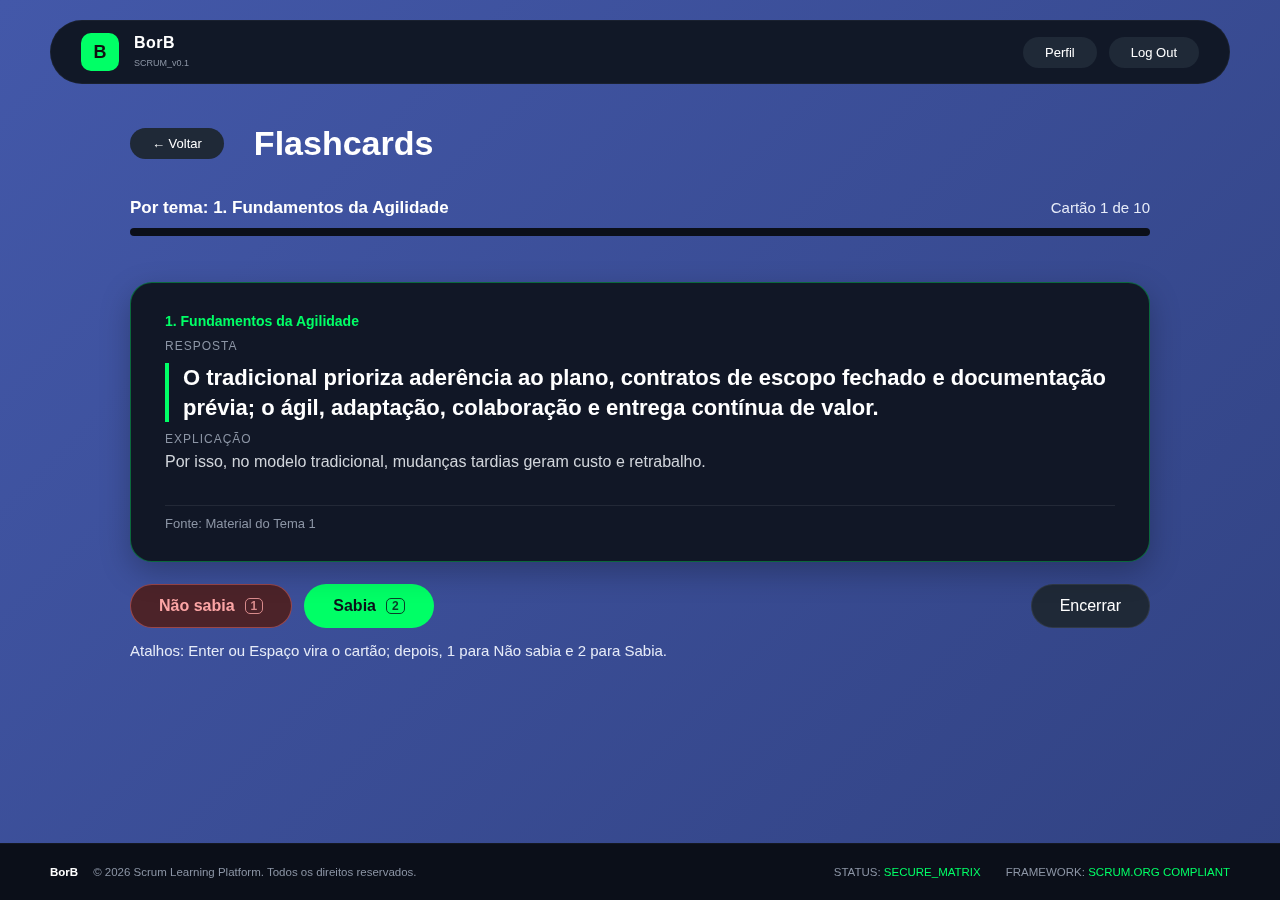 B
BorB
SCRUM_v0.1
Perfil
Log Out
← Voltar
Flashcards
Por tema: 1. Fundamentos da Agilidade
Cartão 1 de 10
1. Fundamentos da Agilidade
RESPOSTA
O tradicional prioriza aderência ao plano, contratos de escopo fechado e documentação
prévia; o ágil, adaptação, colaboração e entrega contínua de valor.
EXPLICAÇÃO
Por isso, no modelo tradicional, mudanças tardias geram custo e retrabalho.
Fonte: Material do Tema 1
Não sabia 1
Sabia 2
Encerrar
Atalhos: Enter ou Espaço vira o cartão; depois, 1 para Não sabia e 2 para Sabia.
BorB © 2026 Scrum Learning Platform. Todos os direitos reservados.
STATUS: SECURE_MATRIX
FRAMEWORK: SCRUM.ORG COMPLIANT